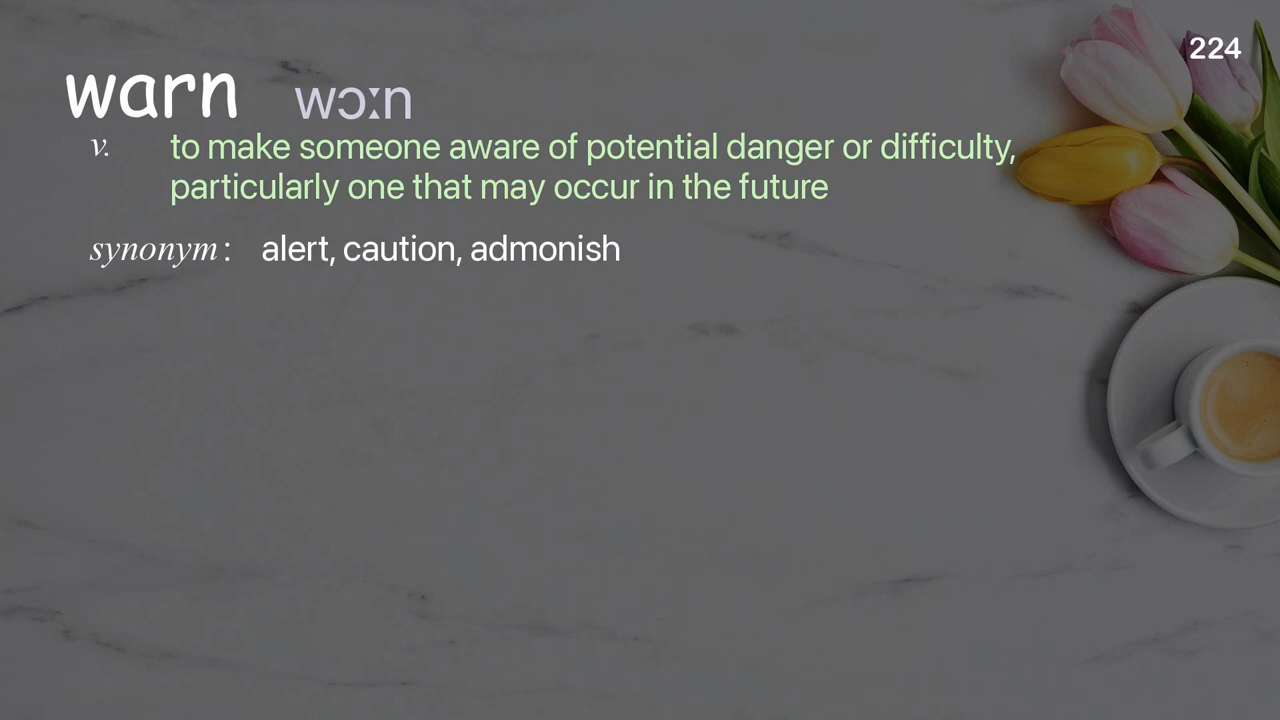 224
warn wɔːn
v. to make someone aware of potential danger or difficulty,
particularly one that may occur in the future
synonym: alert, caution, admonish